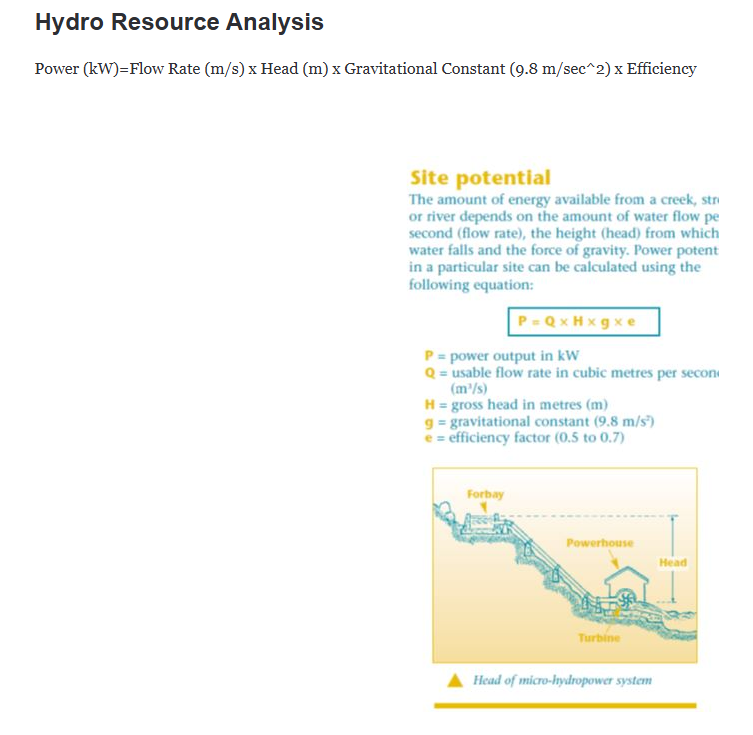 Hydro Resource Analysis
Power (kW)=Flow Rate (m/s) x Head (m) x Gravitational Constant (9.8 m/sec^2) x Efficiency
Site potential
The amount of energy available from a creek,
or river depends on the amount of water flow
second (flow rate), the height (head) from which
water falls and the force of gravity. Power
in a particular site can be calculated using the
following equation:
P = Q x H x g x e
P = power output in kW
Q = usable flow rate in cubic metres per
(m³/s)
H = gross head in metres (m)
g = gravitational constant (9.8 m/s²)
e = efficiency factor (0.5 to 0.7)
Forbay
Powerhouse
Head
Turbine
Head of micro-hydropower system